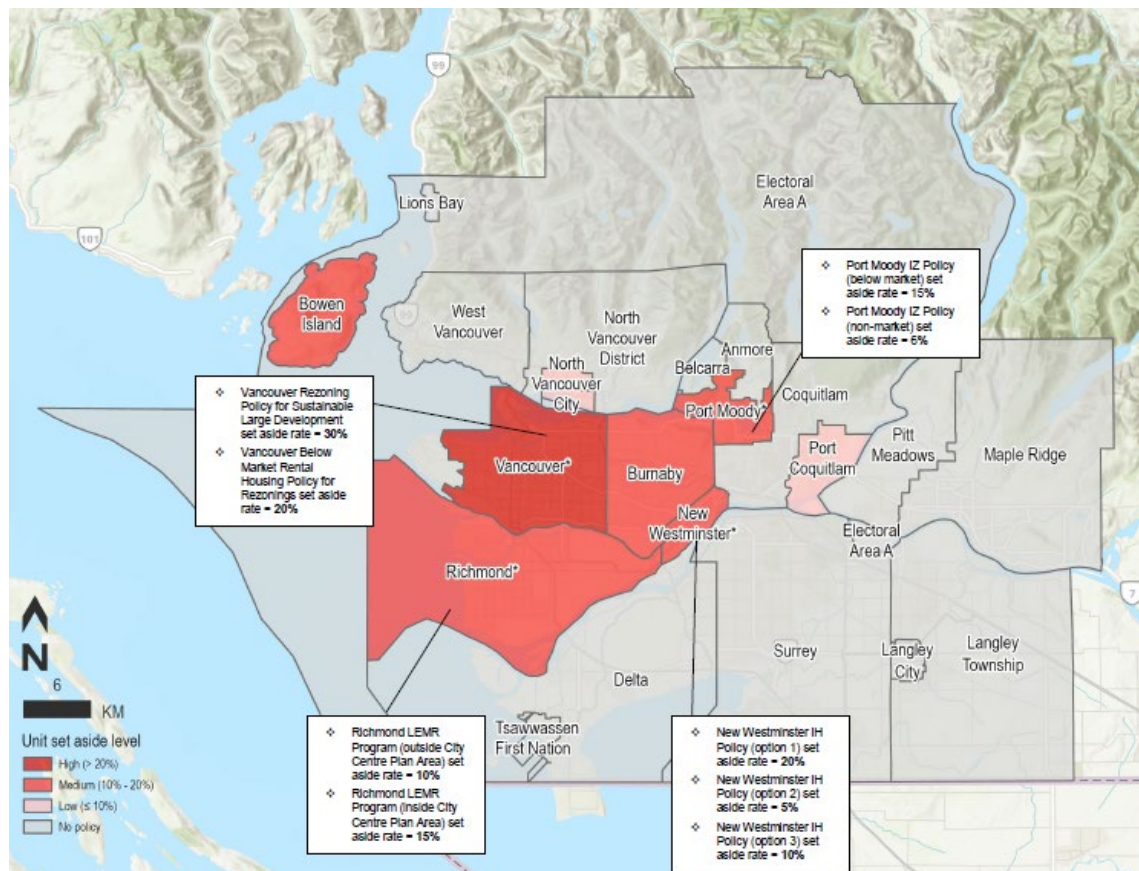 99
101
Lions Bay
Electoral
Area A
Bowen
Island
99
West
Vancouver
North
Vancouver
District
North
Vancouver
City
Belcarra
Anmore
Port Moody*
Coquitlam
❖ Port Moody IZ Policy
(below market) set
aside rate = 15%
❖ Port Moody IZ Policy
(non-market) set
aside rate = 6%
❖ Vancouver Rezoning
Policy for Sustainable
Large Development
set aside rate = 30%
❖ Vancouver Below
Market Rental
Housing Policy for
Rezonings set aside
rate = 20%
Vancouver*
Burnaby
Port
Coquitlam
Pitt
Meadows
Maple Ridge
New
Westminster*
Electoral
Area A
Richmond*
7
N
6
KM
Unit set aside level
High (> 20%)
Medium (10% - 20%)
Low (≤ 10%)
No policy
Delta
Surrey
Langley
City
Langley
Township
Tsawwassen
First Nation
❖ Richmond LEMR
Program (outside City
Centre Plan Area) set
aside rate = 10%
❖ Richmond LEMR
Program (Inside City
Centre Plan Area) set
aside rate = 15%
❖ New Westminster IH
Policy (option 1) set
aside rate = 20%
❖ New Westminster IH
Policy (option 2) set
aside rate = 5%
❖ New Westminster IH
Policy (option 3) set
aside rate = 10%